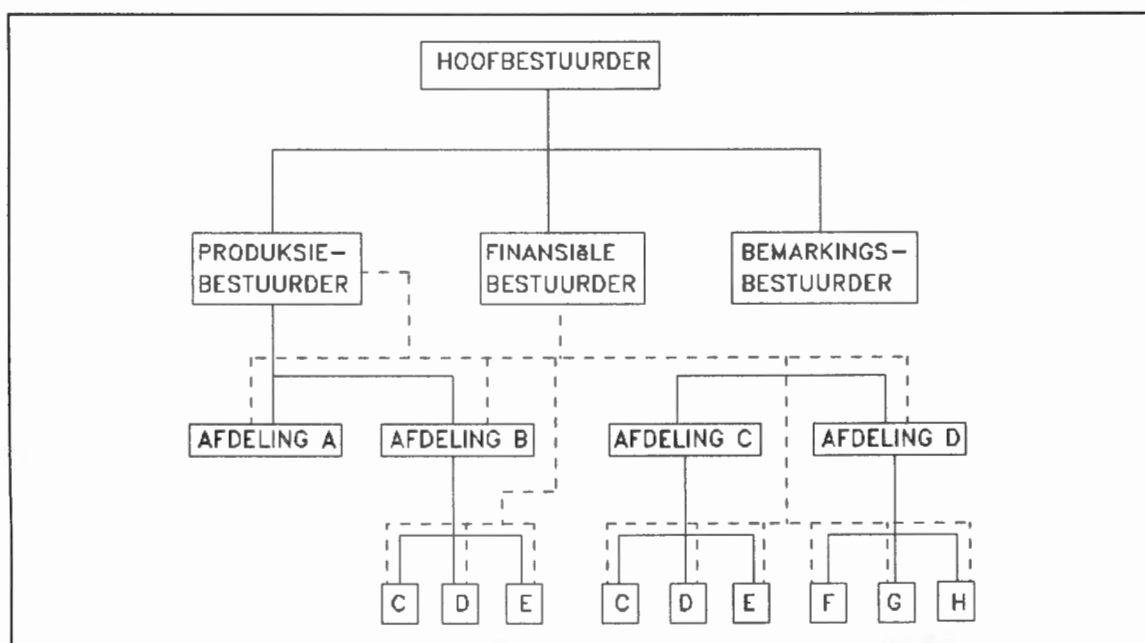 HOOFBESTUURDER
PRODUKSIE-
BESTUURDER
FINANSIëLE
BESTUURDER
BEMARKINGS-
BESTUURDER
AFDELING A
AFDELING B
AFDELING C
AFDELING D
C
D
E
C
D
E
F
G
H